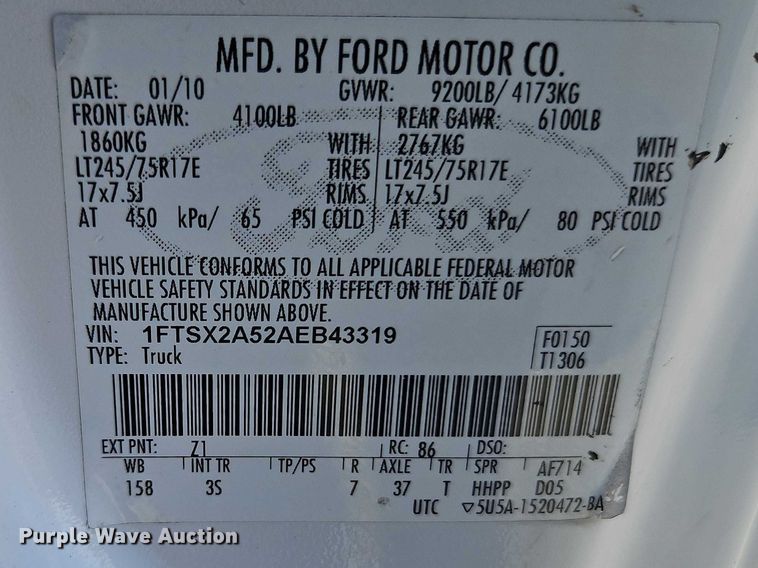 MFD. BY FORD MOTOR CO.
DATE: 01/10 GVWR: 9200LB/ 4173KG
FRONT GAWR: 4100LB REAR GAWR: 6100LB
1860KG WITH 2767KG WITH
LT245/75R17E TIRES LT245/75R17E TIRES
17x7.5J RIMS 17x7.5J RIMS
AT 450 kPa/ 65 PSI COLD AT 550 kPa/ 80 PSI COLD
THIS VEHICLE CONFORMS TO ALL APPLICABLE FEDERAL MOTOR
VEHICLE SAFETY STANDARDS IN EFFECT ON THE DATE OF
MANUFACTURE SHOWN ABOVE.
VIN: 1FTSX2A52AEB43319 F0150
TYPE: Truck T1306
EXT PNT: Z1 RC: 86 DSO:
WB INT TR TP/PS R AXLE TR SPR AF714
158 3S 7 37 T HHPP D05
UTC ▽5U5A-1520472-BA
Purple Wave Auction